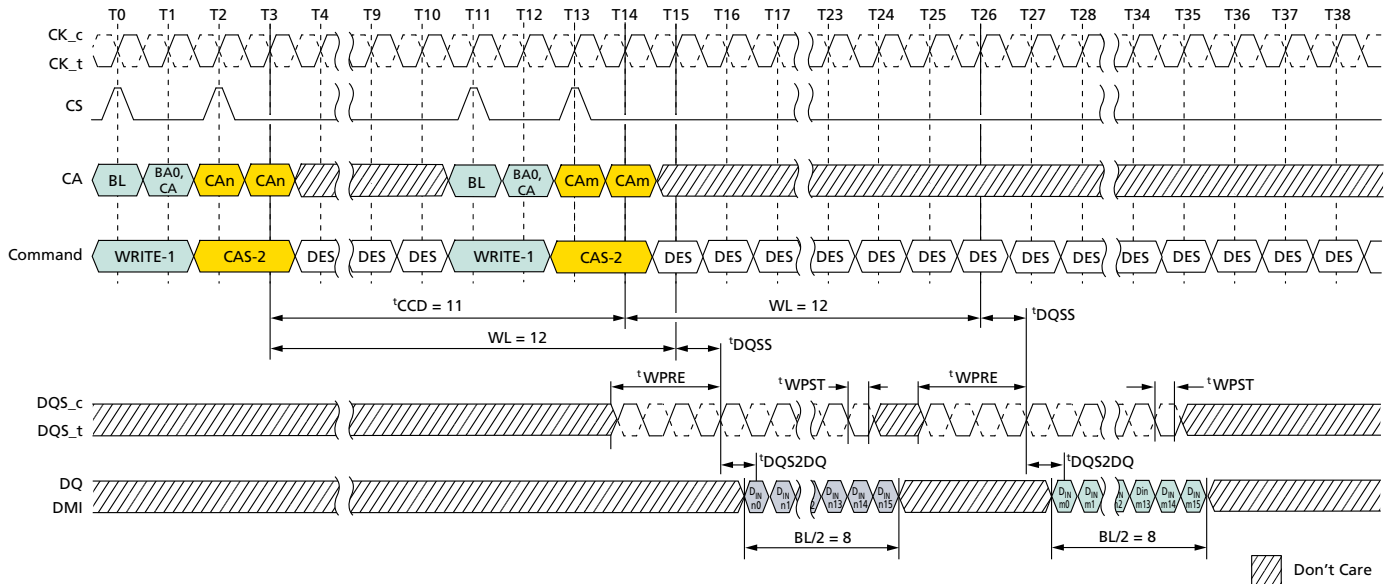 T0 T1 T2 T3 T4 T9 T10 T11 T12 T13 T14 T15 T16 T17 T23 T24 T25 T26 T27 T28 T34 T35 T36 T37 T38
CK_c
CK_t
CS
CA BL BA0, CA CAn CAn BL BA0, CA CAm CAm
Command WRITE-1 CAS-2 DES DES DES WRITE-1 CAS-2 DES DES DES DES DES DES DES DES DES DES DES DES DES DES
tCCD = 11 WL = 12 tDQSS
WL = 12 tDQSS
tWPRE tWPST tWPRE tWPST
DQS_c
DQS_t
tDQS2DQ tDQS2DQ
DQ
DMI
DIN n0 DIN n1 DIN n13 DIN n14 DIN n15 DIN m0 DIN m1 Din m13 DIN m14 DIN m15
BL/2 = 8 BL/2 = 8
Don't Care